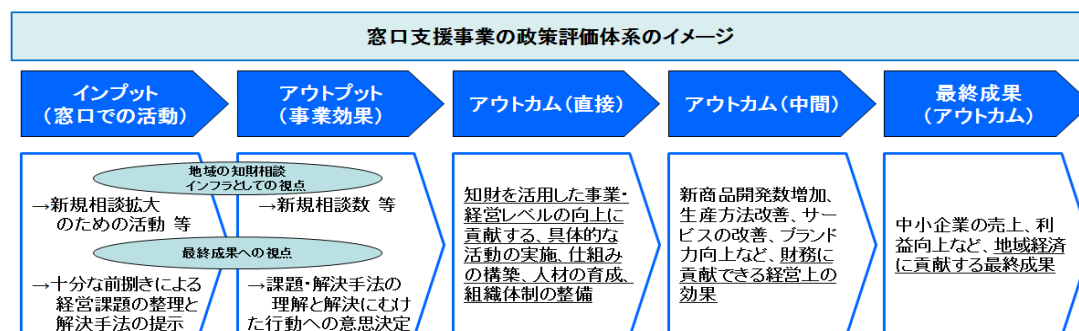 窓口支援事業の政策評価体系のイメージ
インプット
(窓口での活動)
アウトプット
(事業効果)
アウトカム(直接)
アウトカム(中間)
最終成果
(アウトカム)
地域の知財相談
インフラとしての視点
→新規相談拡大
のための活動 等
→新規相談数 等
最終成果への視点
→十分な前捌きによる
経営課題の整理と
解決手法の提示
→課題・解決手法の
理解と解決にむけ
た行動への意思決定
知財を活用した事業・
経営レベルの向上に
貢献する、具体的な
活動の実施、仕組み
の構築、人材の育成、
組織体制の整備
新商品開発数増加、
生産方法改善、サー
ビスの改善、ブランド
力向上など、財務に
貢献できる経営上の
効果
中小企業の売上、利
益向上など、地域経済
に貢献する最終成果